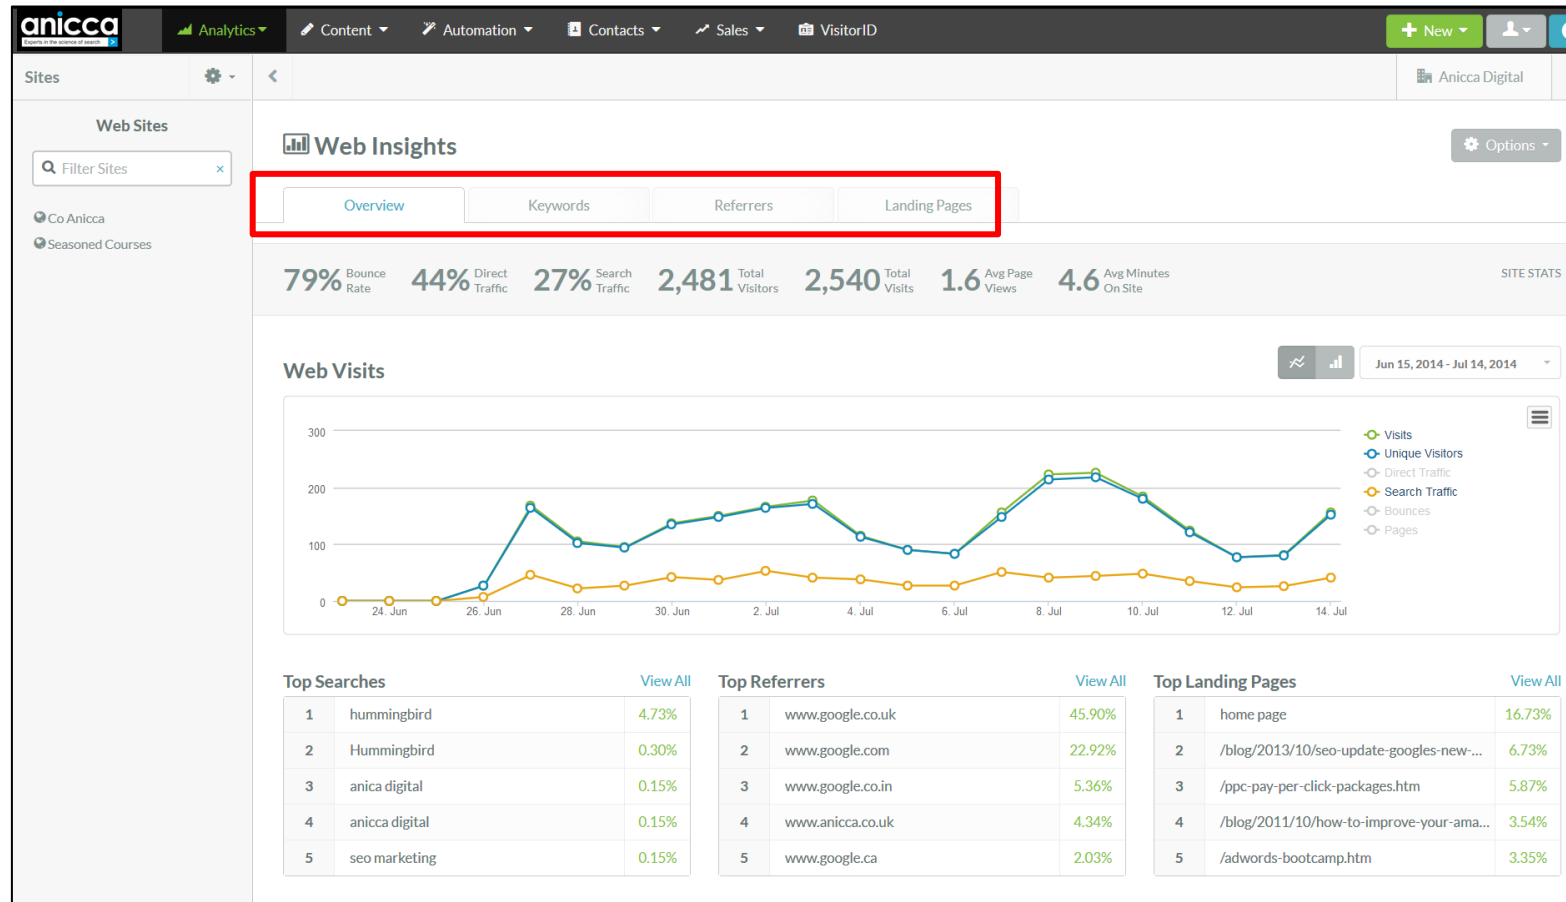 anicca
Experts in the science of search
Analytics
Content
Automation
Contacts
Sales
VisitorID
New
Sites
Anicca Digital
Web Sites
Filter Sites ×
Co Anicca
Seasoned Courses
Web Insights
Options
Overview Keywords Referrers Landing Pages
79% Bounce Rate
44% Direct Traffic
27% Search Traffic
2,481 Total Visitors
2,540 Total Visits
1.6 Avg Page Views
4.6 Avg Minutes On Site
SITE STATS
Web Visits
Jun 15, 2014 - Jul 14, 2014
300
200
100
0
24. Jun 26. Jun 28. Jun 30. Jun 2. Jul 4. Jul 6. Jul 8. Jul 10. Jul 12. Jul 14. Jul
Visits
Unique Visitors
Direct Traffic
Search Traffic
Bounces
Pages
Top Searches View All
1 hummingbird 4.73%
2 Hummingbird 0.30%
3 anica digital 0.15%
4 anicca digital 0.15%
5 seo marketing 0.15%
Top Referrers View All
1 www.google.co.uk 45.90%
2 www.google.com 22.92%
3 www.google.co.in 5.36%
4 www.anicca.co.uk 4.34%
5 www.google.ca 2.03%
Top Landing Pages View All
1 home page 16.73%
2 /blog/2013/10/seo-update-googles-new-... 6.73%
3 /ppc-pay-per-click-packages.htm 5.87%
4 /blog/2011/10/how-to-improve-your-ama... 3.54%
5 /adwords-bootcamp.htm 3.35%